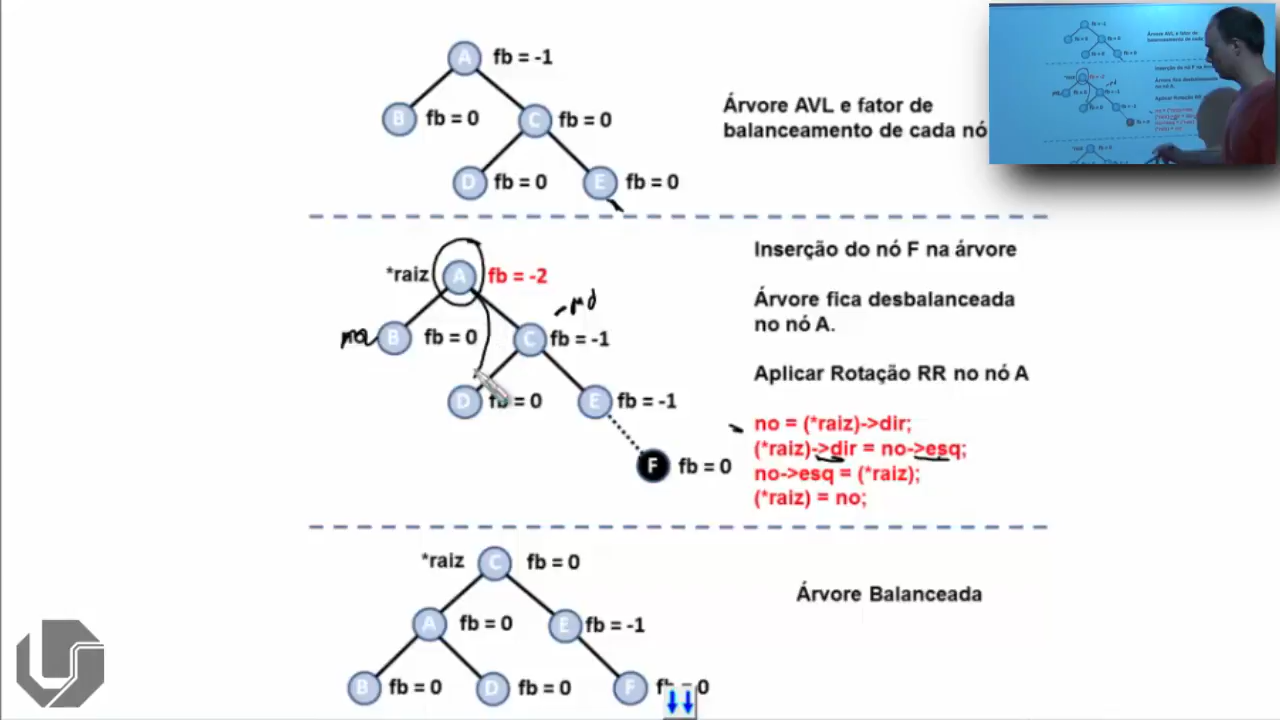 A fb = -1
B fb = 0 C fb = 0
D fb = 0 E fb = 0
Árvore AVL e fator de
balanceamento de cada nó
*raiz A fb = -2
B fb = 0 C fb = -1
D fb = 0 E fb = -1
F fb = 0
Inserção do nó F na árvore
Árvore fica desbalanceada
no nó A.
Aplicar Rotação RR no nó A
no = (*raiz)->dir;
(*raiz)->dir = no->esq;
no->esq = (*raiz);
(*raiz) = no;
*raiz C fb = 0
A fb = 0 E fb = -1
B fb = 0 D fb = 0 F fb = 0
Árvore Balanceada